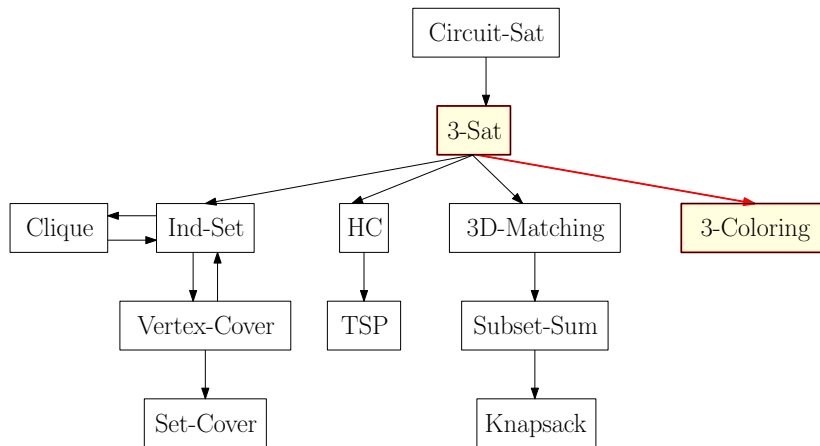 Circuit-Sat
3-Sat
Clique
Ind-Set
HC
3D-Matching
3-Coloring
Vertex-Cover
TSP
Subset-Sum
Set-Cover
Knapsack